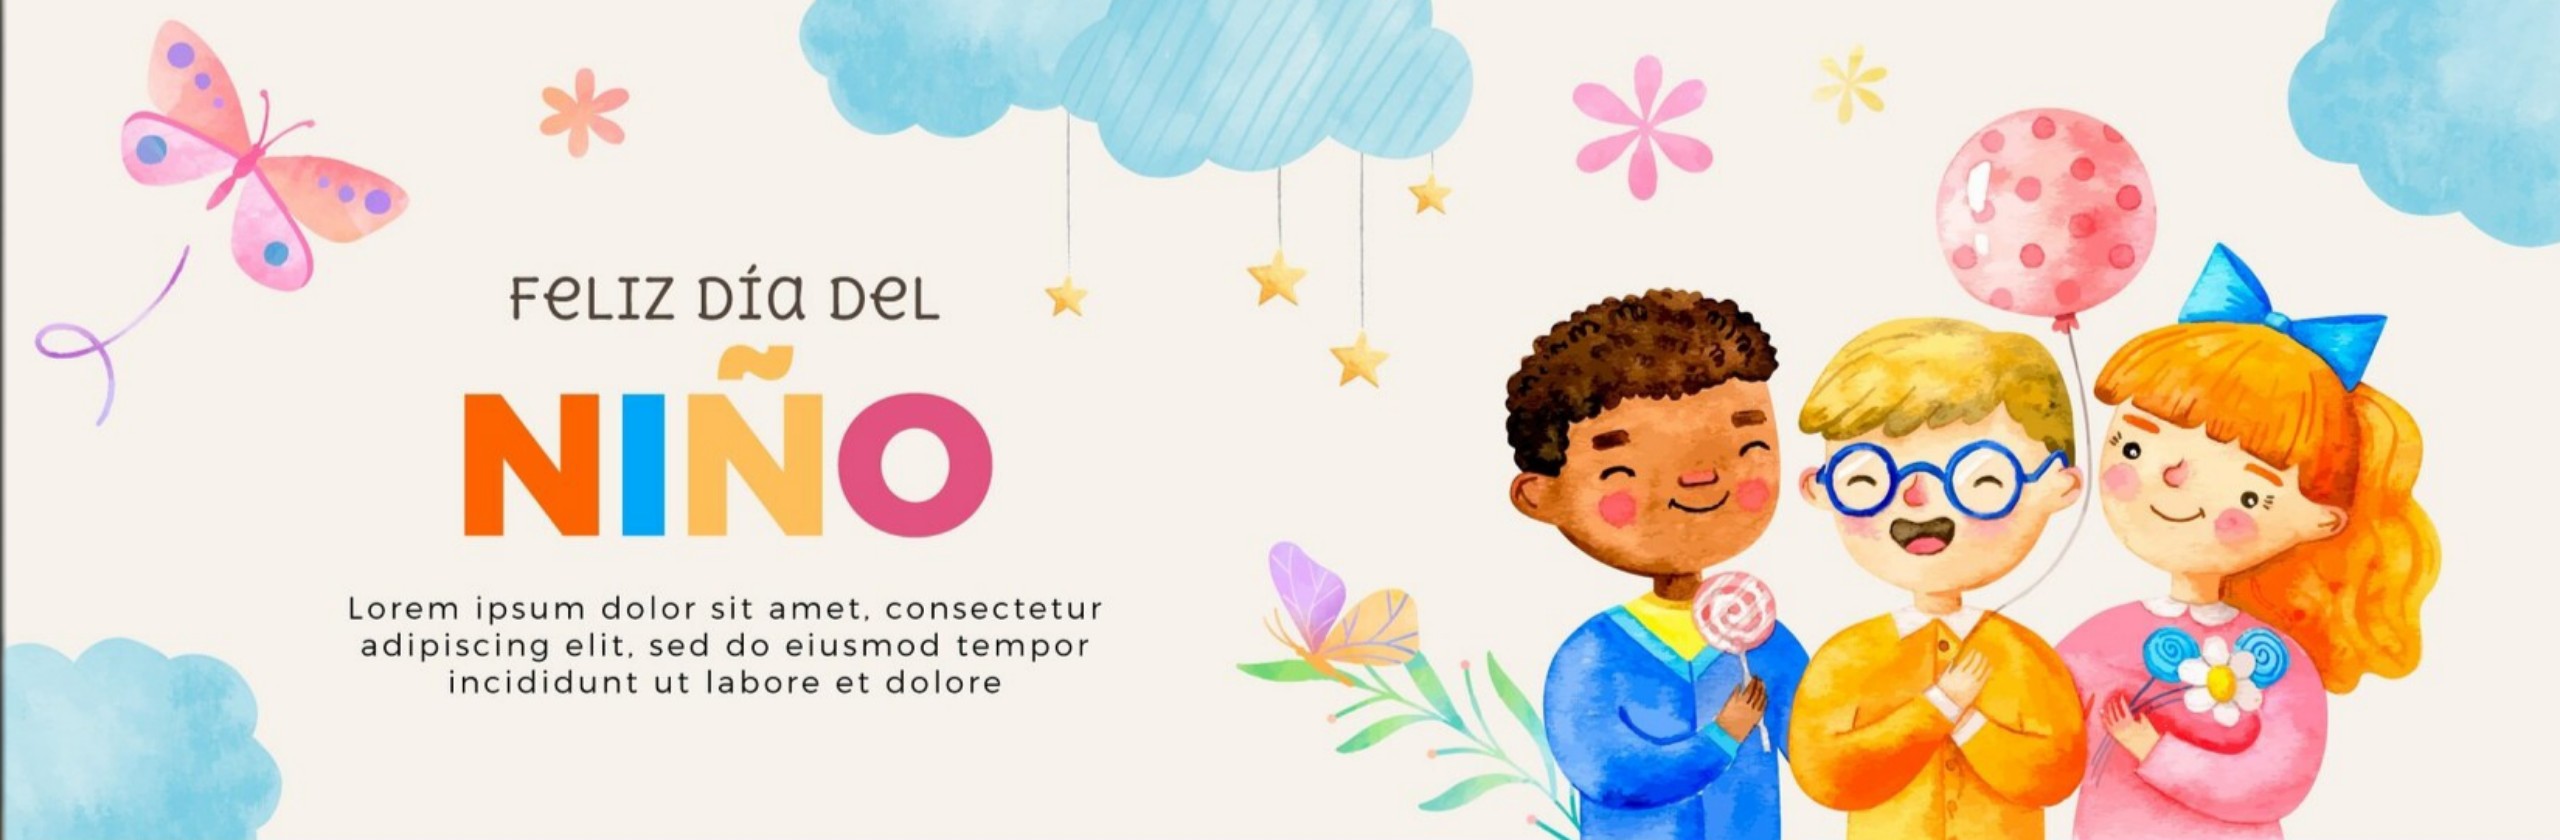 FELIZ DÍA DEL
NIÑO
Lorem ipsum dolor sit amet, consectetur
adipiscing elit, sed do eiusmod tempor
incididunt ut labore et dolore